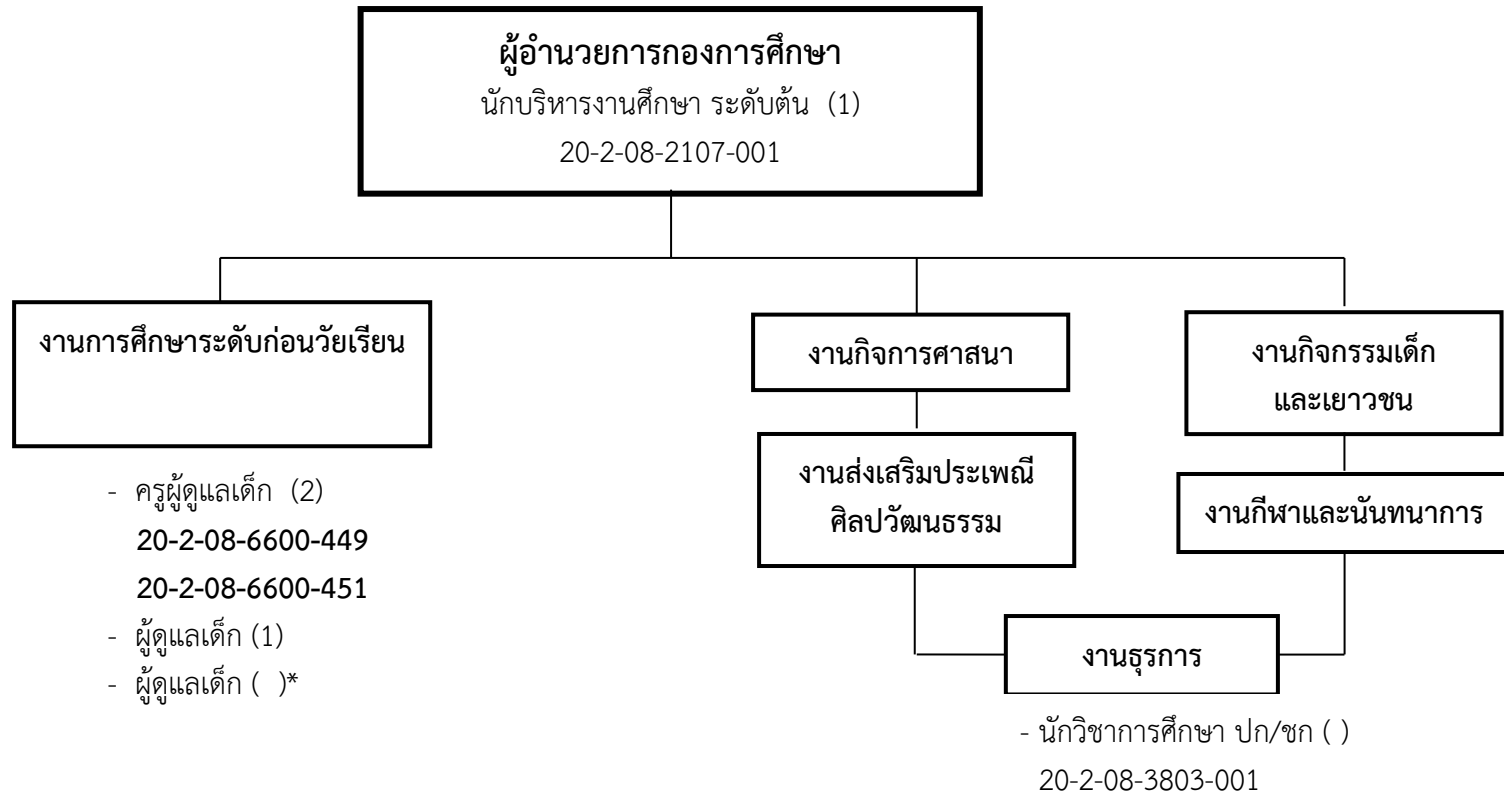 ผู้อำนวยการกองการศึกษา
นักบริหารงานศึกษา ระดับต้น (1)
20-2-08-2107-001
งานการศึกษาระดับก่อนวัยเรียน
- ครูผู้ดูแลเด็ก (2)
20-2-08-6600-449
20-2-08-6600-451
- ผู้ดูแลเด็ก (1)
- ผู้ดูแลเด็ก ( )*
งานกิจการศาสนา
งานส่งเสริมประเพณี
ศิลปวัฒนธรรม
งานกิจกรรมเด็ก
และเยาวชน
งานกีฬาและนันทนาการ
งานธุรการ
- นักวิชาการศึกษา ปก/ชก ( )
20-2-08-3803-001